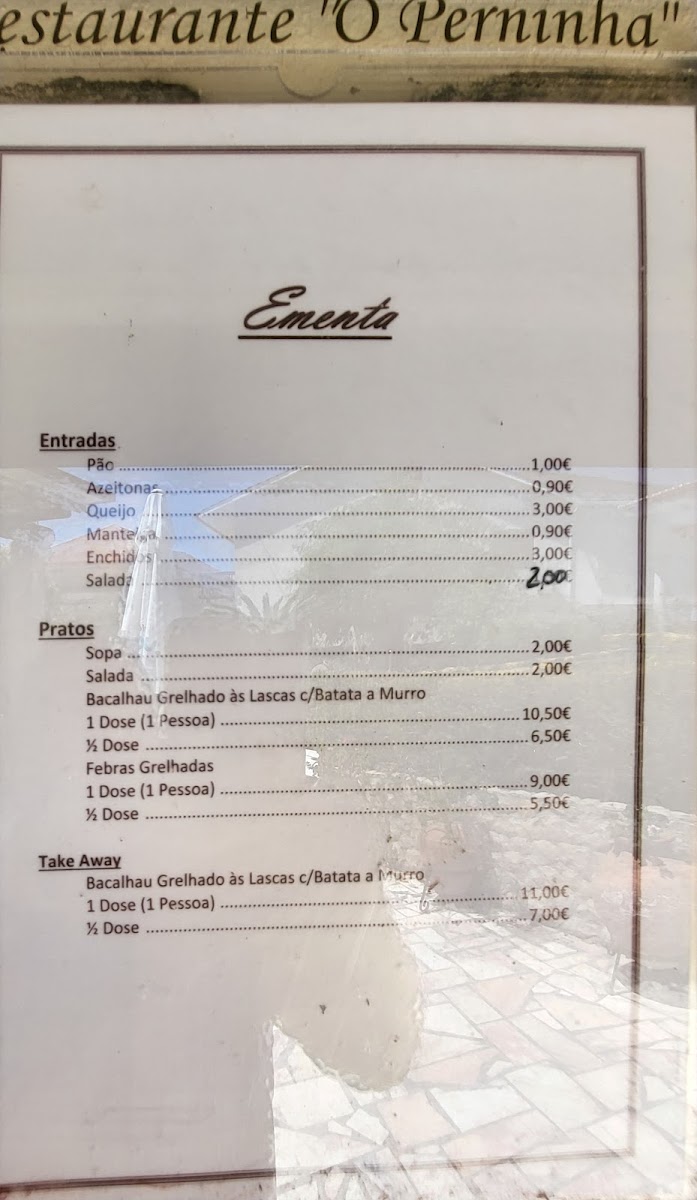 estaurante "O Perninha"
Ementa
Entradas
Pão ........ 1,00€
Azeitonas ........ 0,90€
Queijo ........ 3,00€
Manteiga ........ 0,90€
Enchidos ........ 3,00€
Salada ........ 2,00€
Pratos
Sopa ........ 2,00€
Salada ........ 2,00€
Bacalhau Grelhado às Lascas c/Batata a Murro
1 Dose (1 Pessoa) ........ 10,50€
½ Dose ........ 6,50€
Febras Grelhadas
1 Dose (1 Pessoa) ........ 9,00€
½ Dose ........ 5,50€
Take Away
Bacalhau Grelhado às Lascas c/Batata a Murro
1 Dose (1 Pessoa) ........ 11,00€
½ Dose ........ 7,00€